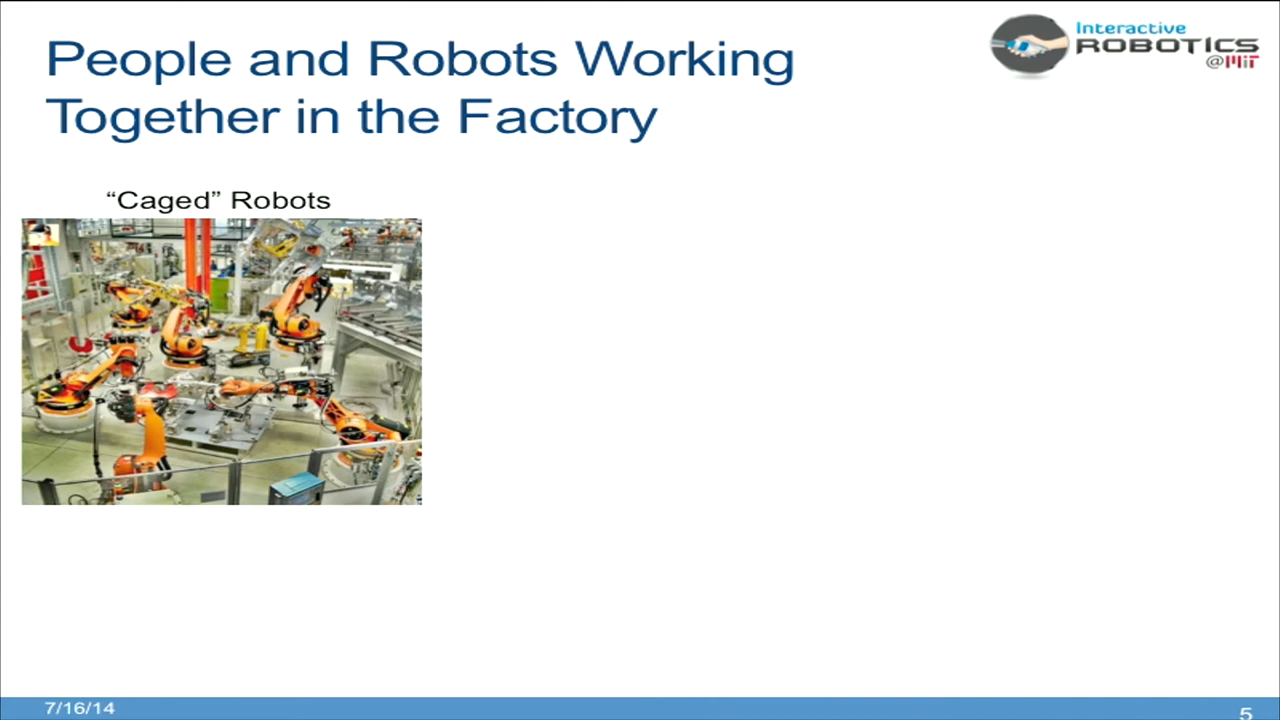 People and Robots Working
Together in the Factory
Interactive
ROBOTICS
@MIT
“Caged” Robots
7/16/14
5